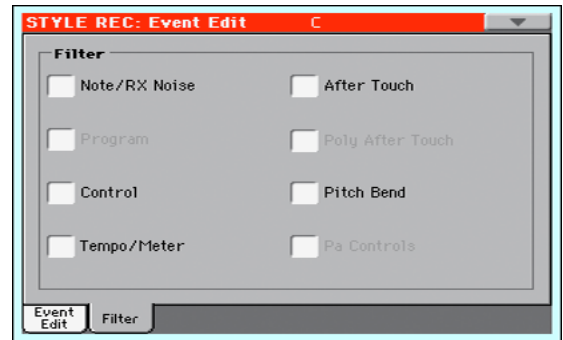 STYLE REC: Event Edit C
Filter
Note/RX Noise After Touch
Program Poly After Touch
Control Pitch Bend
Tempo/Meter Pa Controls
Event
Edit
Filter